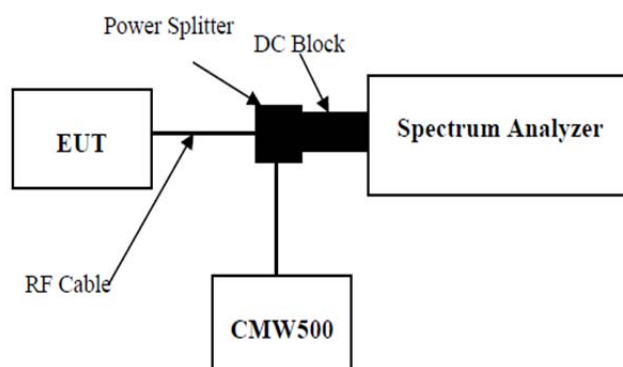 Power Splitter
DC Block
EUT
Spectrum Analyzer
RF Cable
CMW500